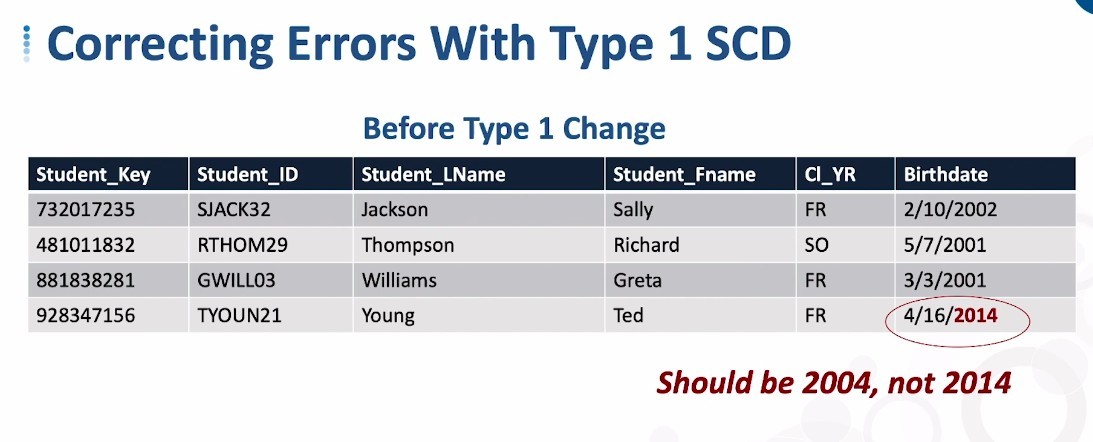 Correcting Errors With Type 1 SCD
Before Type 1 Change
Student_Key Student_ID Student_LName Student_Fname Cl_YR Birthdate
732017235 SJACK32 Jackson Sally FR 2/10/2002
481011832 RTHOM29 Thompson Richard SO 5/7/2001
881838281 GWILL03 Williams Greta FR 3/3/2001
928347156 TYOUN21 Young Ted FR 4/16/2014
Should be 2004, not 2014